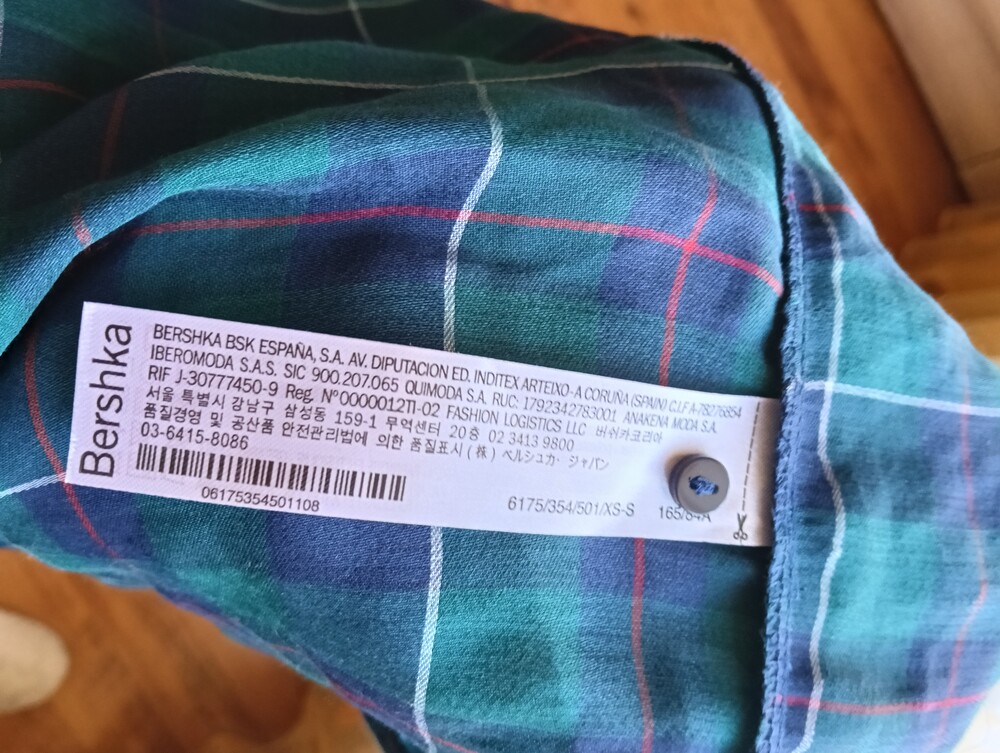 Bershka
BERSHKA BSK ESPAÑA, S.A. AV. DIPUTACION ED. INDITEX ARTEIXO-A CORUÑA (SPAIN) C.I.F A-78276854
IBEROMODA S.A.S. SIC 900.207.065 QUIMODA S.A. RUC: 1792342783001 ANAKENA MODA S.A.
RIF J-30777450-9 Reg. Nº 0000012TI-02 FASHION LOGISTICS LLC 버쉬카코리아
서울 특별시 강남구 삼성동 159-1 무역센터 20층 02 3413 9800
품질경영 및 공산품 안전관리법에 의한 품질표시 (株) ベルシュカ・ジャパン
03-6415-8086
06175354501108
6175/354/501/XS-S 165/84A